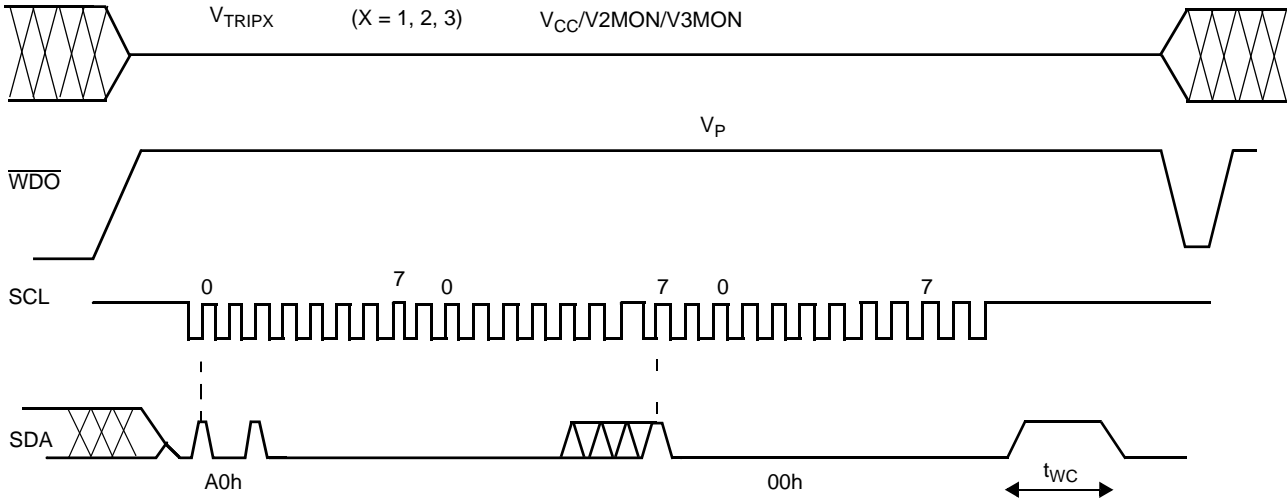 V_TRIPX (X = 1, 2, 3) V_CC/V2MON/V3MON
V_P
W̅D̅O̅
0 7 0 7 0 7
SCL
SDA
A0h 00h t_WC